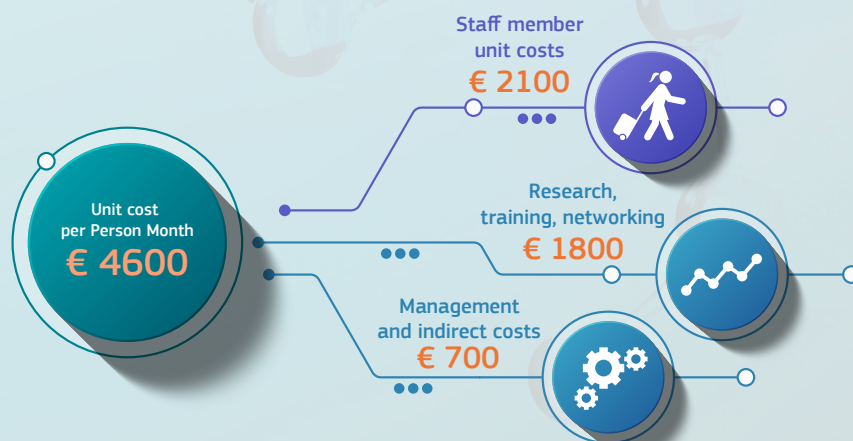 Staff member
unit costs
€ 2100
Unit cost
per Person Month
€ 4600
Research,
training, networking
€ 1800
Management
and indirect costs
€ 700